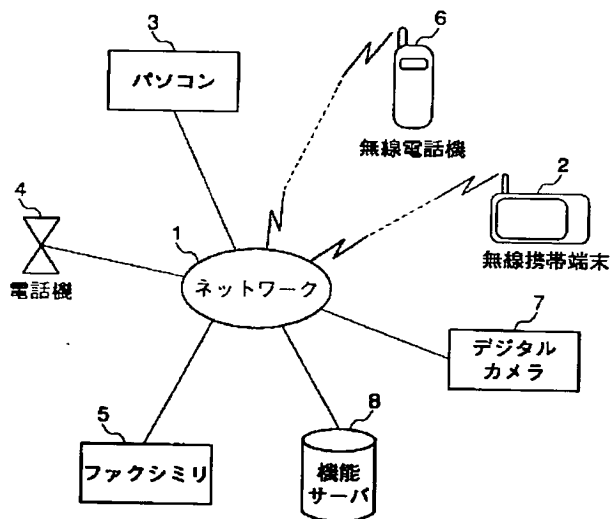 3
パソコン
6
無線電話機
2
無線携帯端末
4
電話機
1
ネットワーク
7
デジタル
カメラ
5
ファクシミリ
8
機能
サーバ